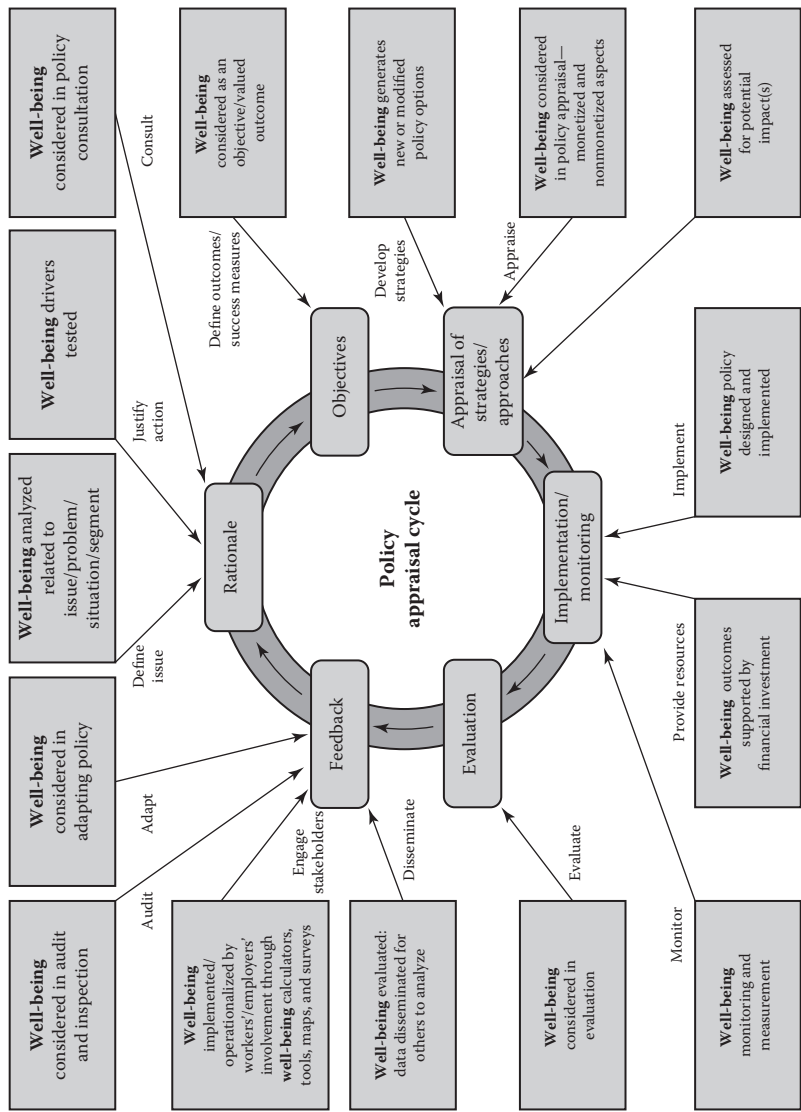 Well-being
considered in audit
and inspection
Well-being
considered in
adapting policy
Well-being analyzed
related to
issue/problem/
situation/segment
Well-being drivers
tested
Well-being
considered in policy
consultation
Audit
Adapt
Define
issue
Justify
action
Consult
Well-being
implemented/
operationalized by
workers'/employers'
involvement through
well-being calculators,
tools, maps, and surveys
Engage
stakeholders
Rationale
Define outcomes/
success measures
Well-being
considered as an
objective/valued
outcome
Feedback
Objectives
Well-being evaluated:
data disseminated for
others to analyze
Disseminate
Policy
appraisal cycle
Develop
strategies
Well-being generates
new or modified
policy options
Evaluation
Appraisal of
strategies/
approaches
Appraise
Well-being considered
in policy appraisal—
monetized and
nonmonetized aspects
Well-being
considered in
evaluation
Evaluate
Implementation/
monitoring
Monitor
Provide resources
Implement
Well-being
monitoring and
measurement
Well-being outcomes
supported by
financial investment
Well-being policy
designed and
implemented
Well-being assessed
for potential
impact(s)